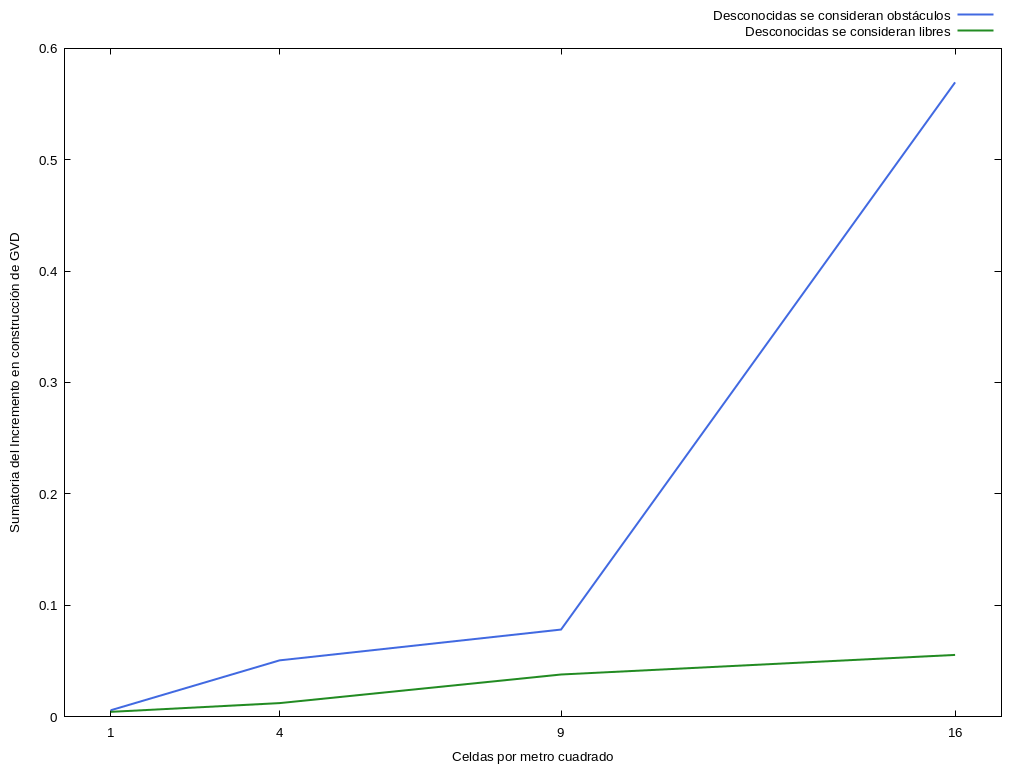 Desconocidas se consideran obstáculos
Desconocidas se consideran libres
0.6
0.5
0.4
0.3
0.2
0.1
0
Sumatoria del Incremento en construcción de GVD
1 4 9 16
Celdas por metro cuadrado